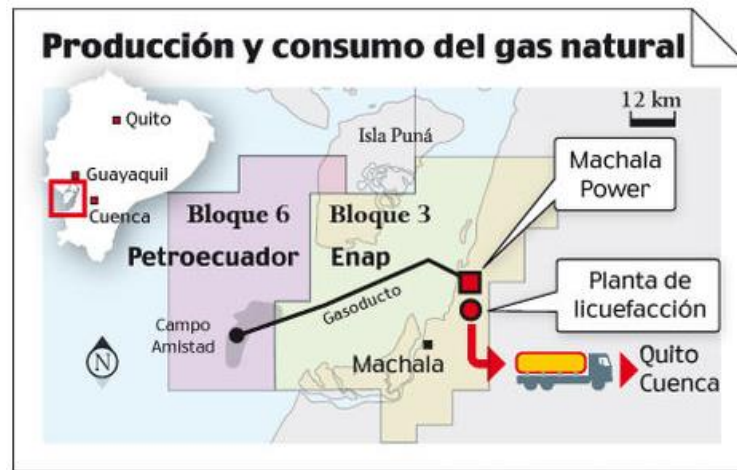 Producción y consumo del gas natural
12 km
Quito
Guayaquil
Cuenca
Isla Puná
Machala
Power
Bloque 6
Bloque 3
Petroecuador
Enap
Planta de
licuefacción
Gasoducto
Campo
Amistad
N
Machala
Quito
Cuenca